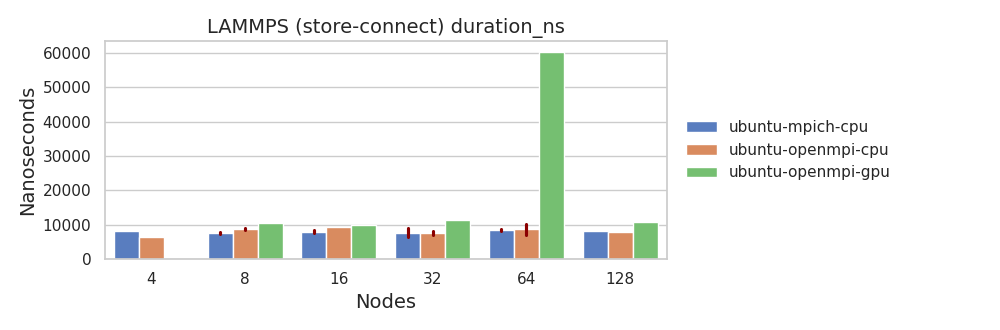 LAMMPS (store-connect) duration_ns
Nanoseconds
60000
50000
40000
30000
20000
10000
0
4 8 16 32 64 128
Nodes
ubuntu-mpich-cpu
ubuntu-openmpi-cpu
ubuntu-openmpi-gpu